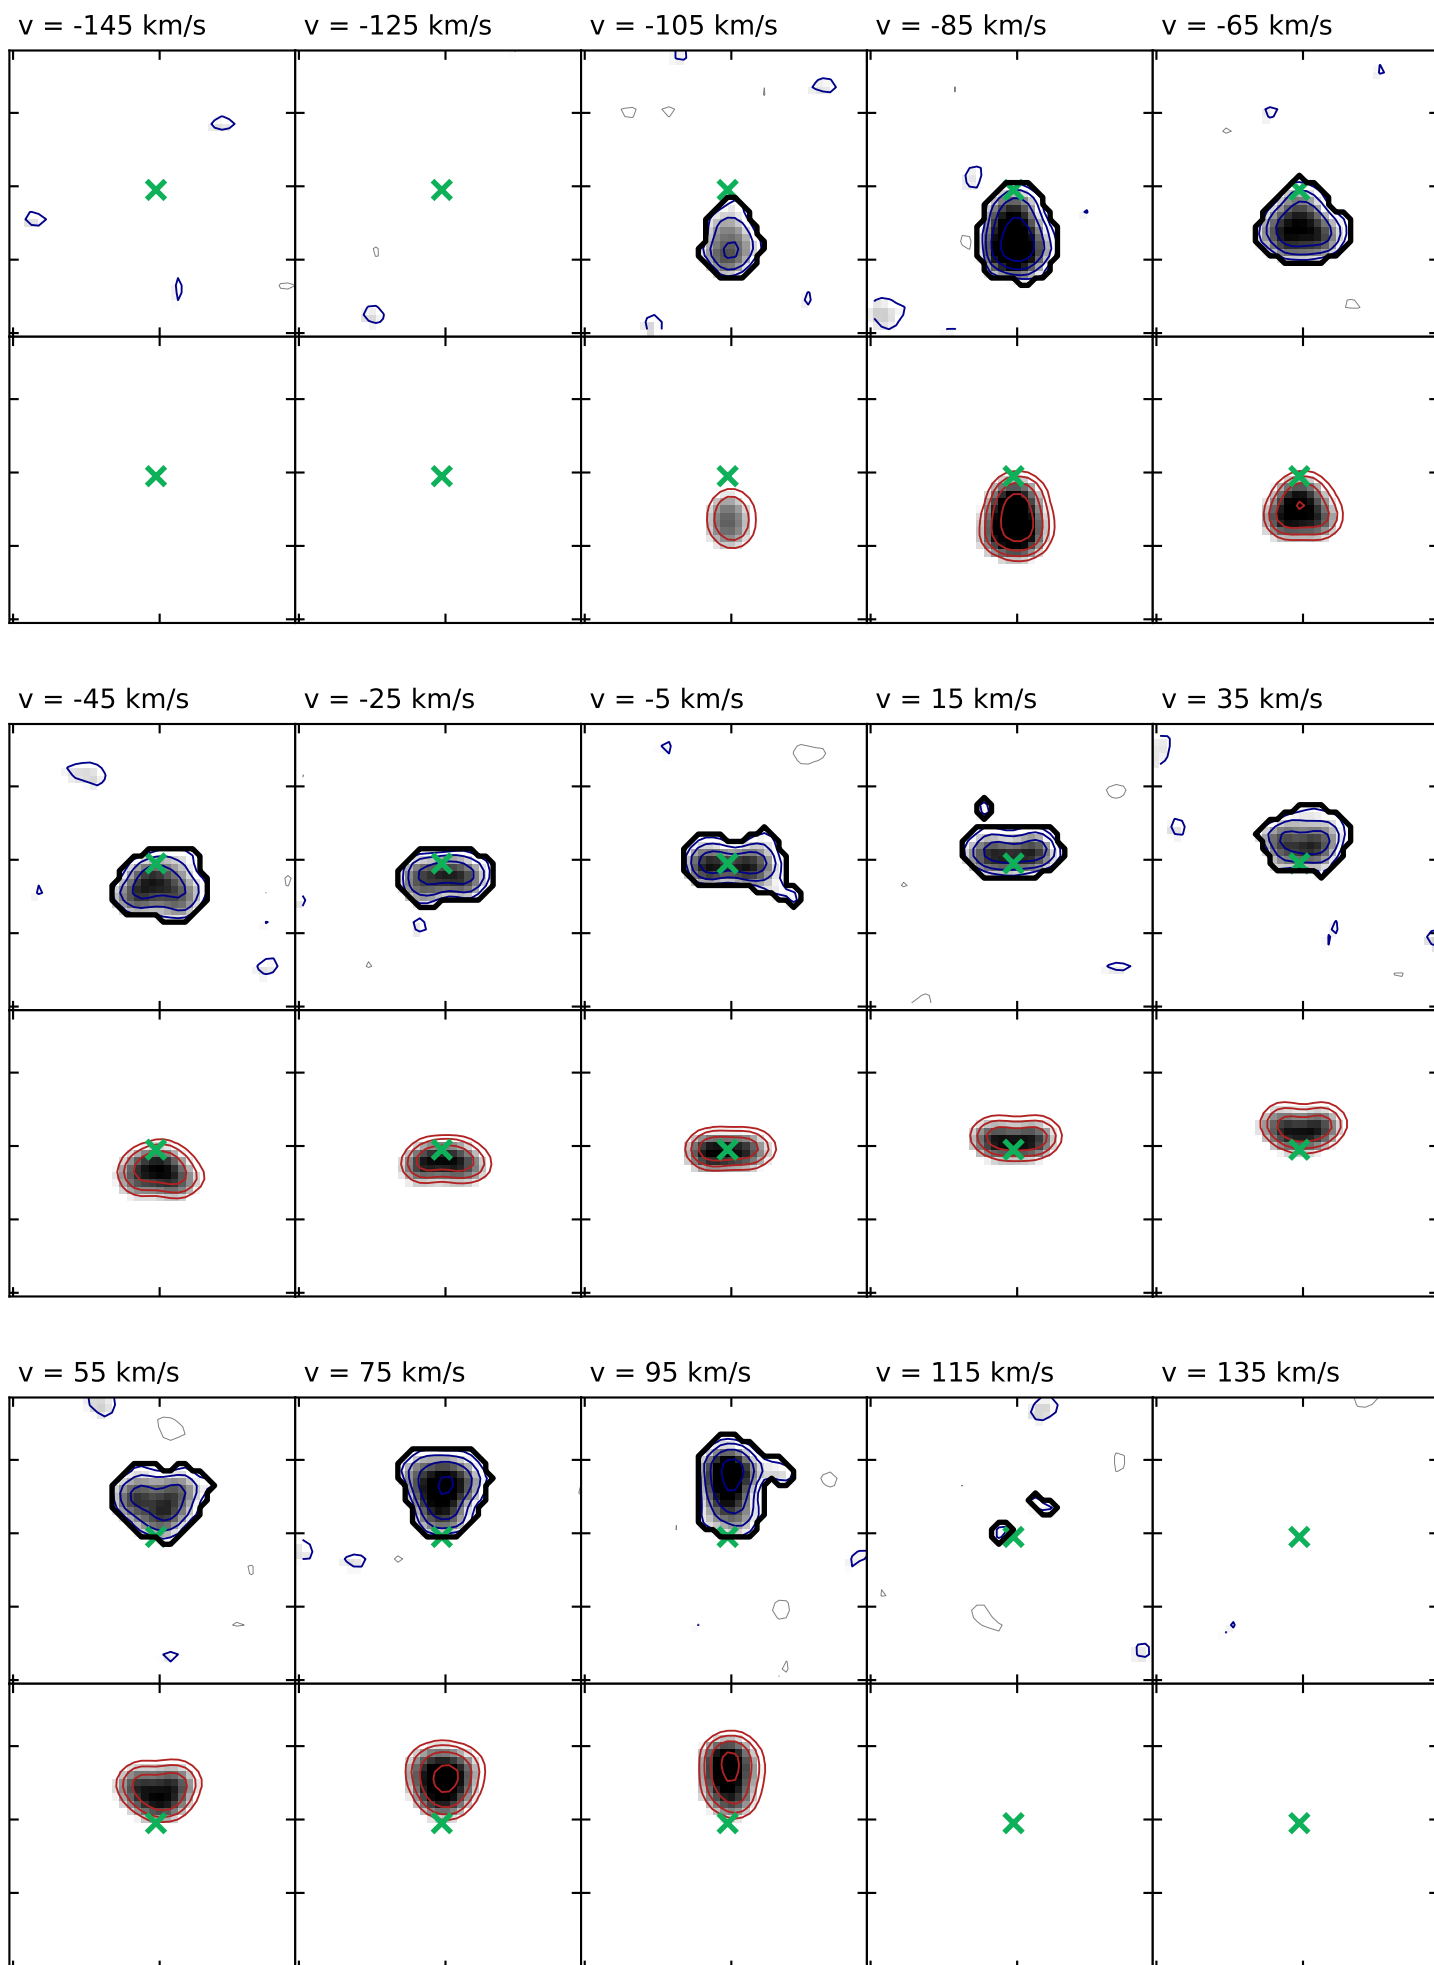 v = -145 km/s
v = -125 km/s
v = -105 km/s
v = -85 km/s
v = -65 km/s
v = -45 km/s
v = -25 km/s
v = -5 km/s
v = 15 km/s
v = 35 km/s
v = 55 km/s
v = 75 km/s
v = 95 km/s
v = 115 km/s
v = 135 km/s